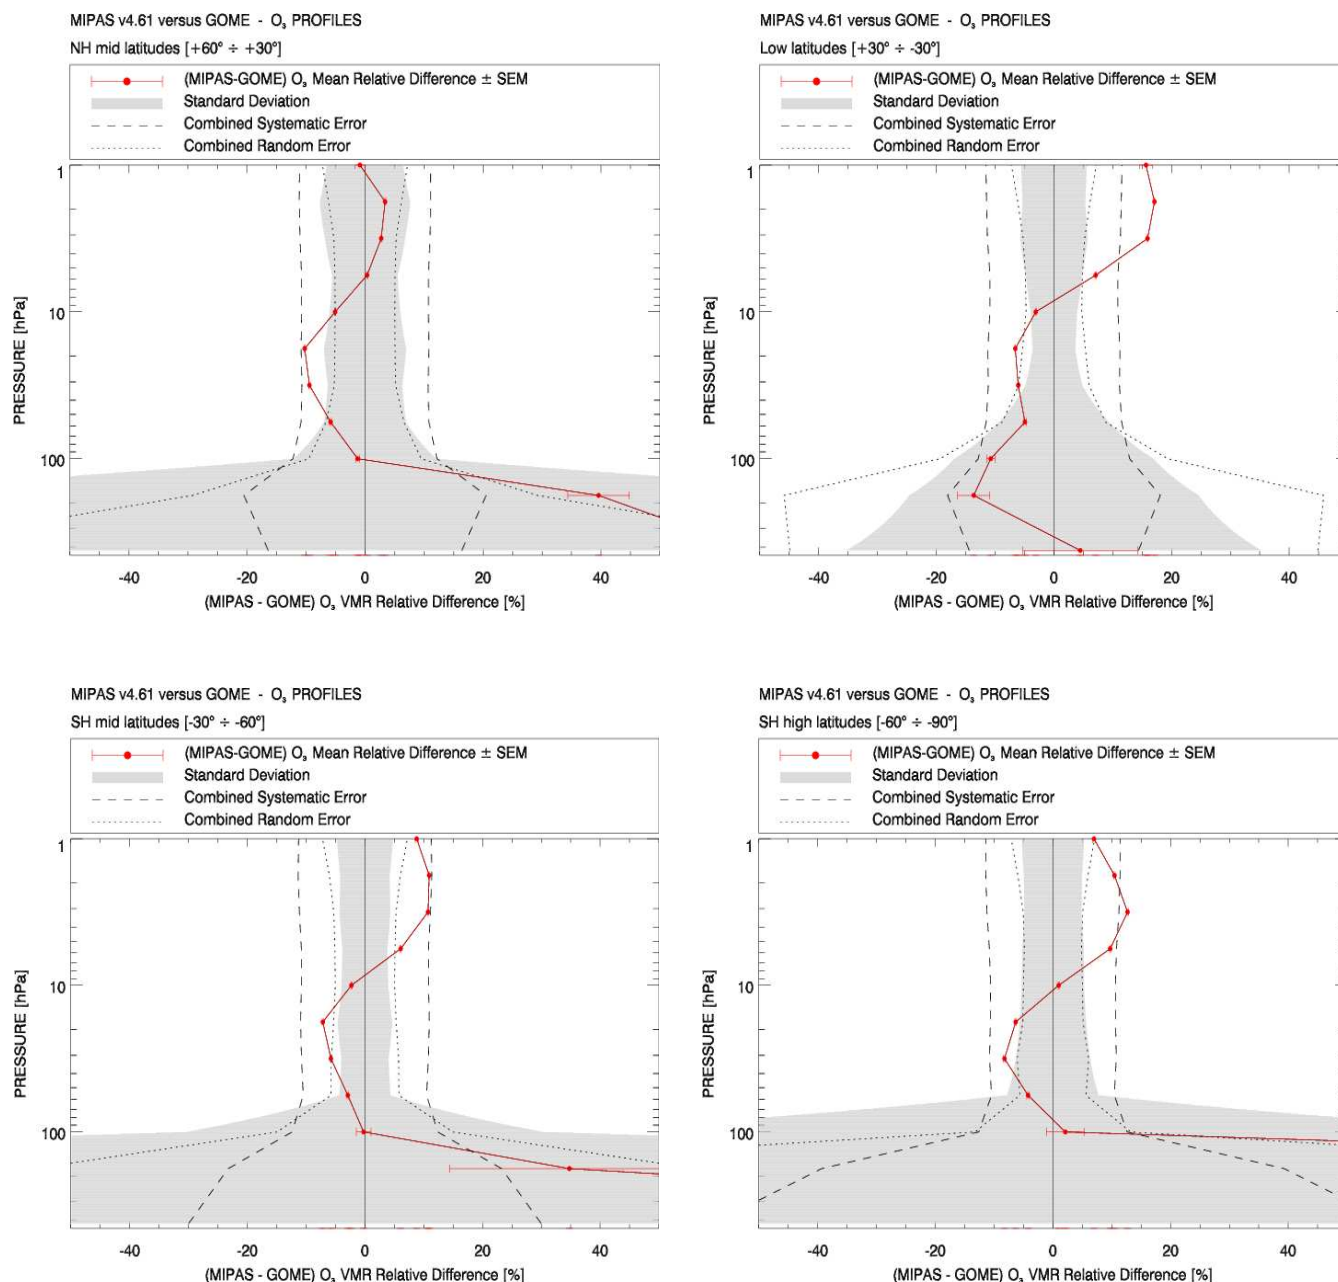 MIPAS v4.61 versus GOME - O₃ PROFILES
NH mid latitudes [+60° ÷ +30°]
(MIPAS-GOME) O₃ Mean Relative Difference ± SEM
Standard Deviation
Combined Systematic Error
Combined Random Error
1
10
100
PRESSURE [hPa]
-40 -20 0 20 40
(MIPAS - GOME) O₃ VMR Relative Difference [%]
MIPAS v4.61 versus GOME - O₃ PROFILES
Low latitudes [+30° ÷ -30°]
(MIPAS-GOME) O₃ Mean Relative Difference ± SEM
Standard Deviation
Combined Systematic Error
Combined Random Error
1
10
100
PRESSURE [hPa]
-40 -20 0 20 40
(MIPAS - GOME) O₃ VMR Relative Difference [%]
MIPAS v4.61 versus GOME - O₃ PROFILES
SH mid latitudes [-30° ÷ -60°]
(MIPAS-GOME) O₃ Mean Relative Difference ± SEM
Standard Deviation
Combined Systematic Error
Combined Random Error
1
10
100
PRESSURE [hPa]
-40 -20 0 20 40
(MIPAS - GOME) O₃ VMR Relative Difference [%]
MIPAS v4.61 versus GOME - O₃ PROFILES
SH high latitudes [-60° ÷ -90°]
(MIPAS-GOME) O₃ Mean Relative Difference ± SEM
Standard Deviation
Combined Systematic Error
Combined Random Error
1
10
100
PRESSURE [hPa]
-40 -20 0 20 40
(MIPAS - GOME) O₃ VMR Relative Difference [%]